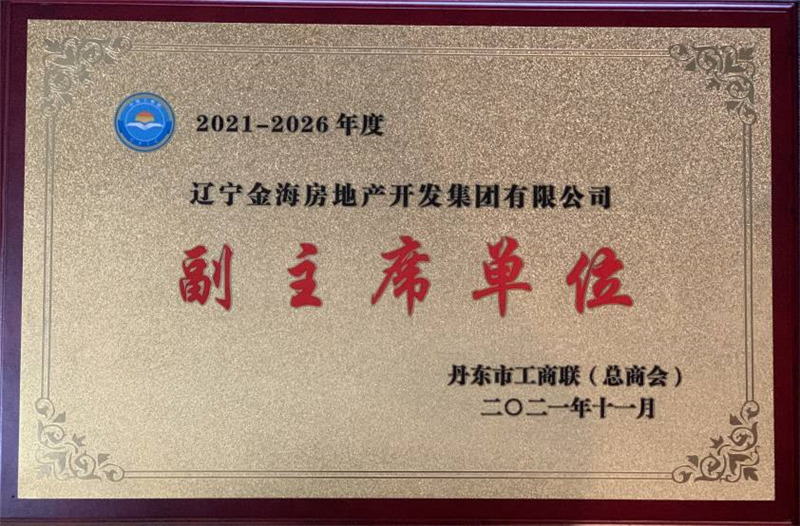 2021-2026年度
辽宁金海房地产开发集团有限公司
副主席单位
丹东市工商联（总商会）
二〇二一年十一月